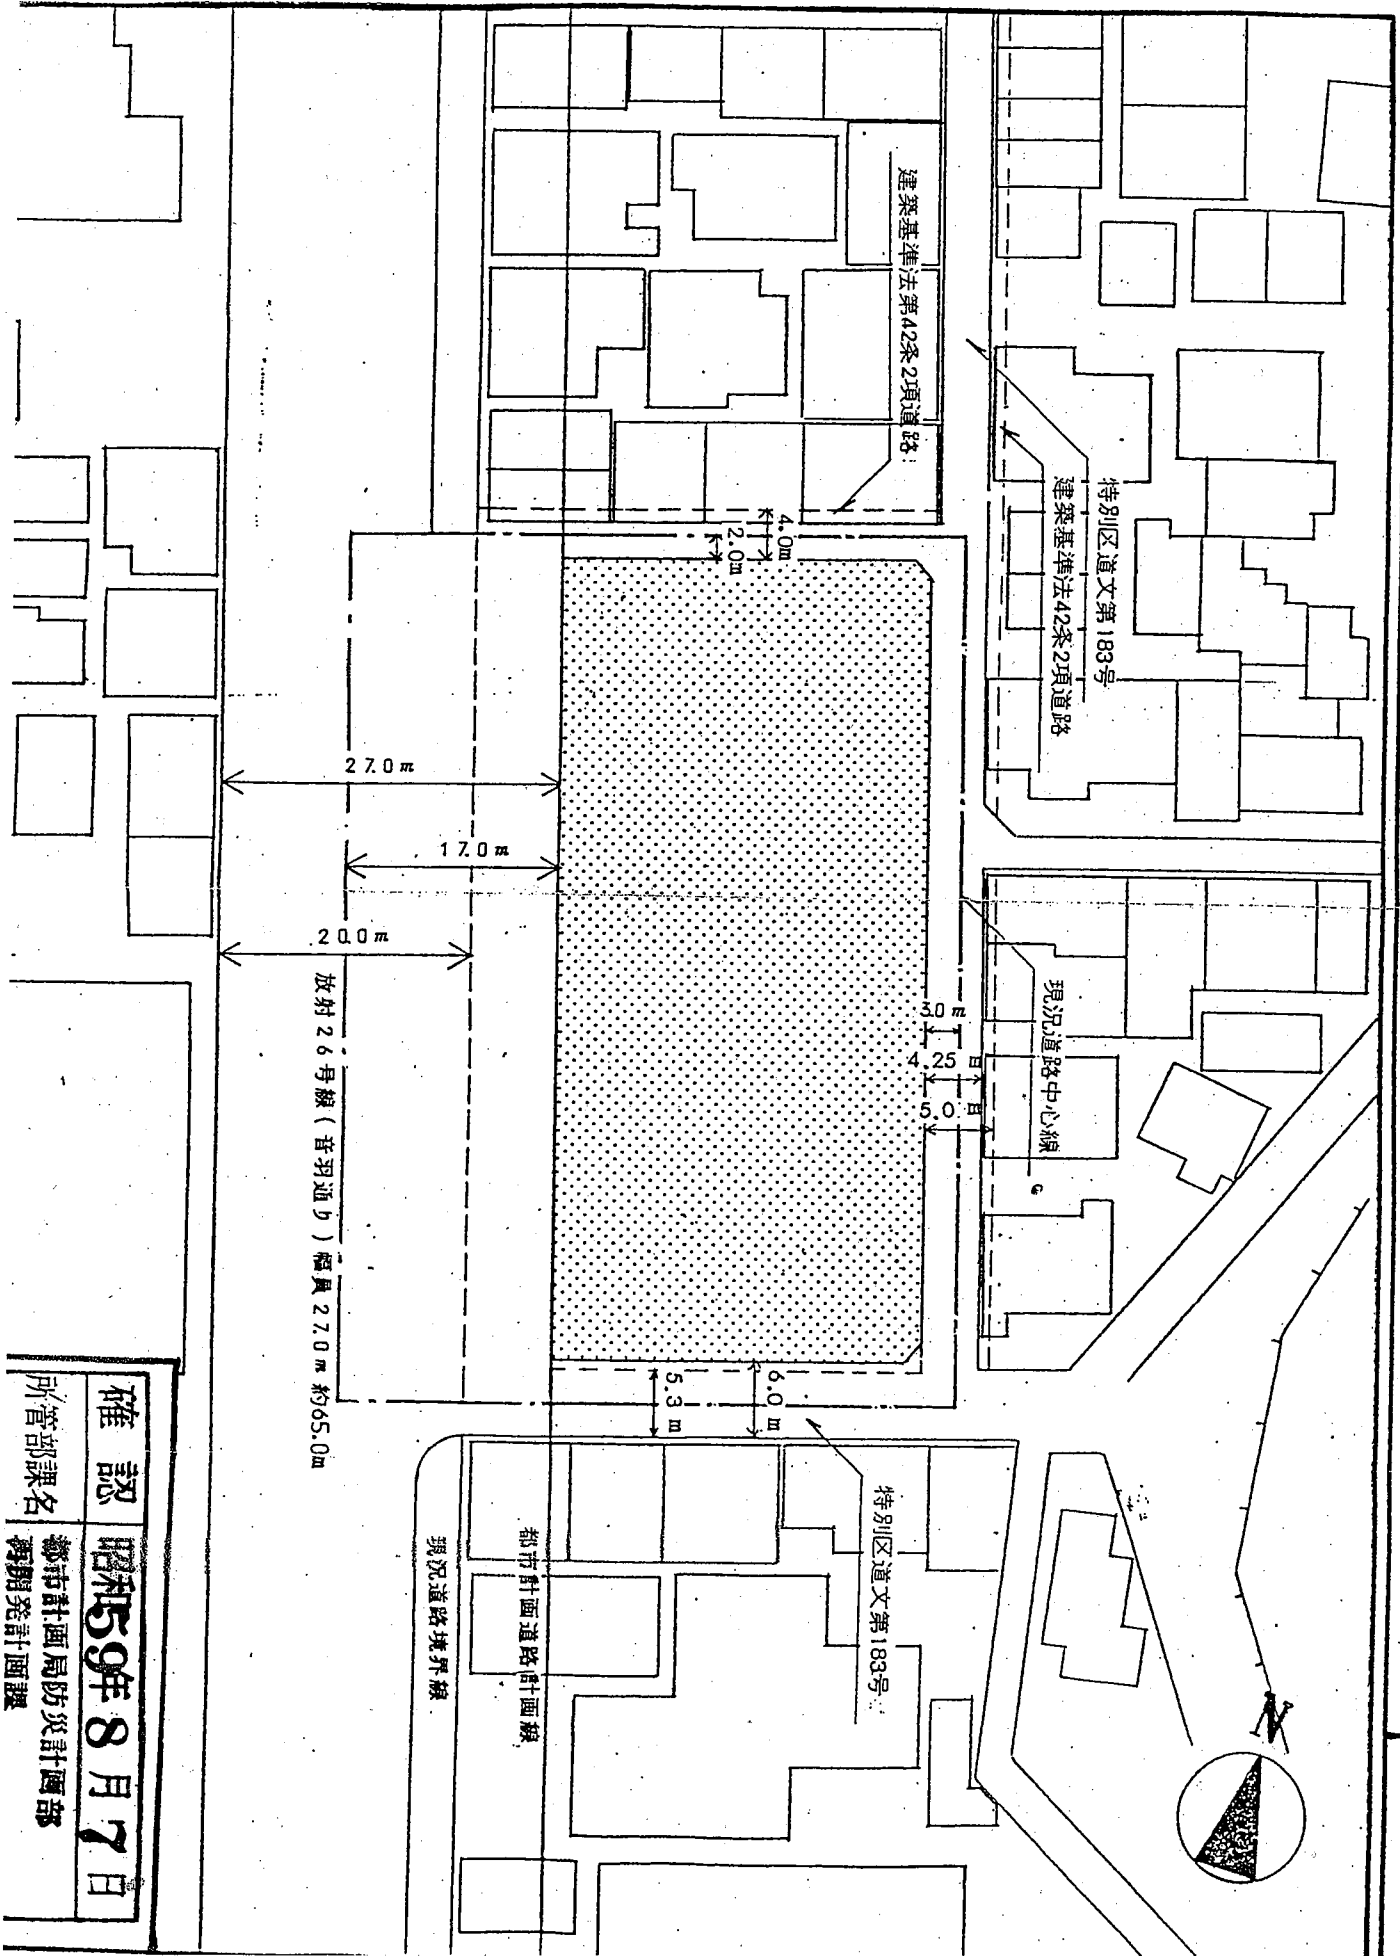 建築基準法第42条2項道路
特別区道文第183号
建築基準法42条2項道路
4.0m
2.0m
27.0m
17.0m
20.0m
放射26号線(音羽通り)幅員27.0m 約65.0m
現況道路中心線
3.0m
4.25m
5.0m
6.0m
5.3m
特別区道文第183号
都市計画道路計画線
現況道路境界線
N
確認 昭和59年8月7日
所管部課名 都市計画局防災計画部
再開発計画課